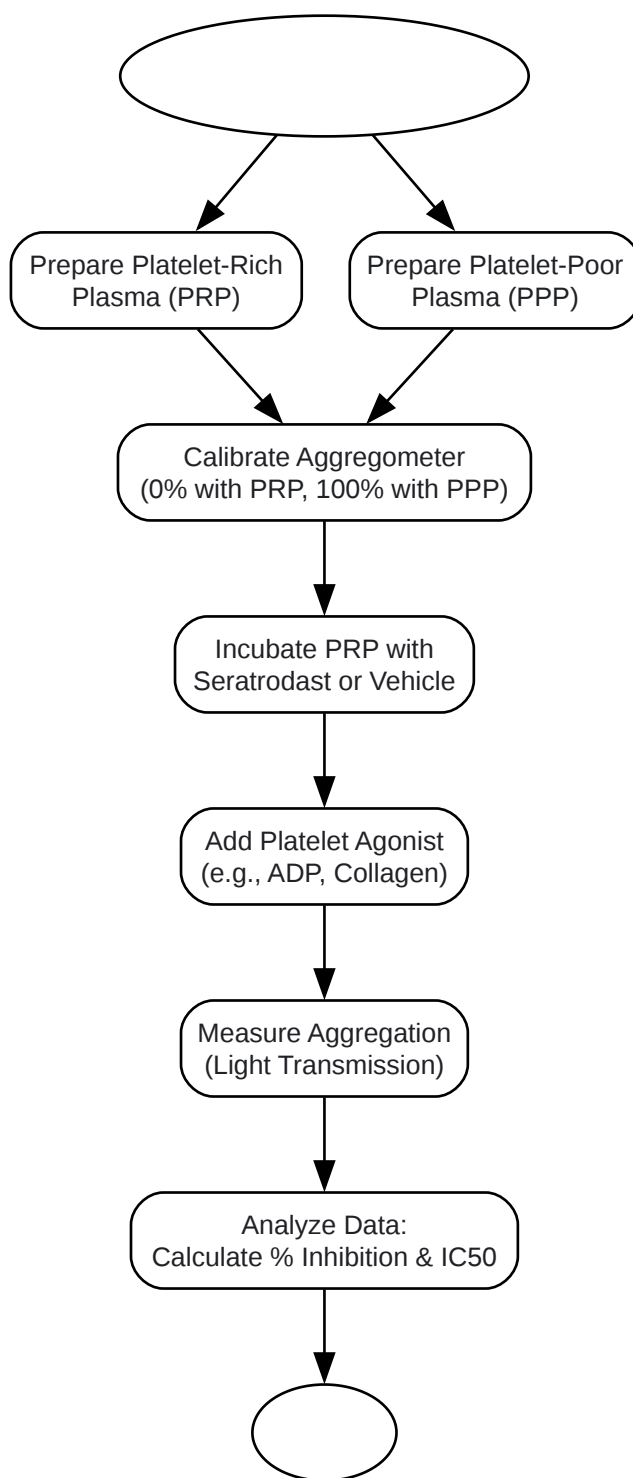 Prepare Platelet-Rich
Plasma (PRP)
Prepare Platelet-Poor
Plasma (PPP)
Calibrate Aggregometer
(0% with PRP, 100% with PPP)
Incubate PRP with
Seratrodast or Vehicle
Add Platelet Agonist
(e.g., ADP, Collagen)
Measure Aggregation
(Light Transmission)
Analyze Data:
Calculate % Inhibition & IC50